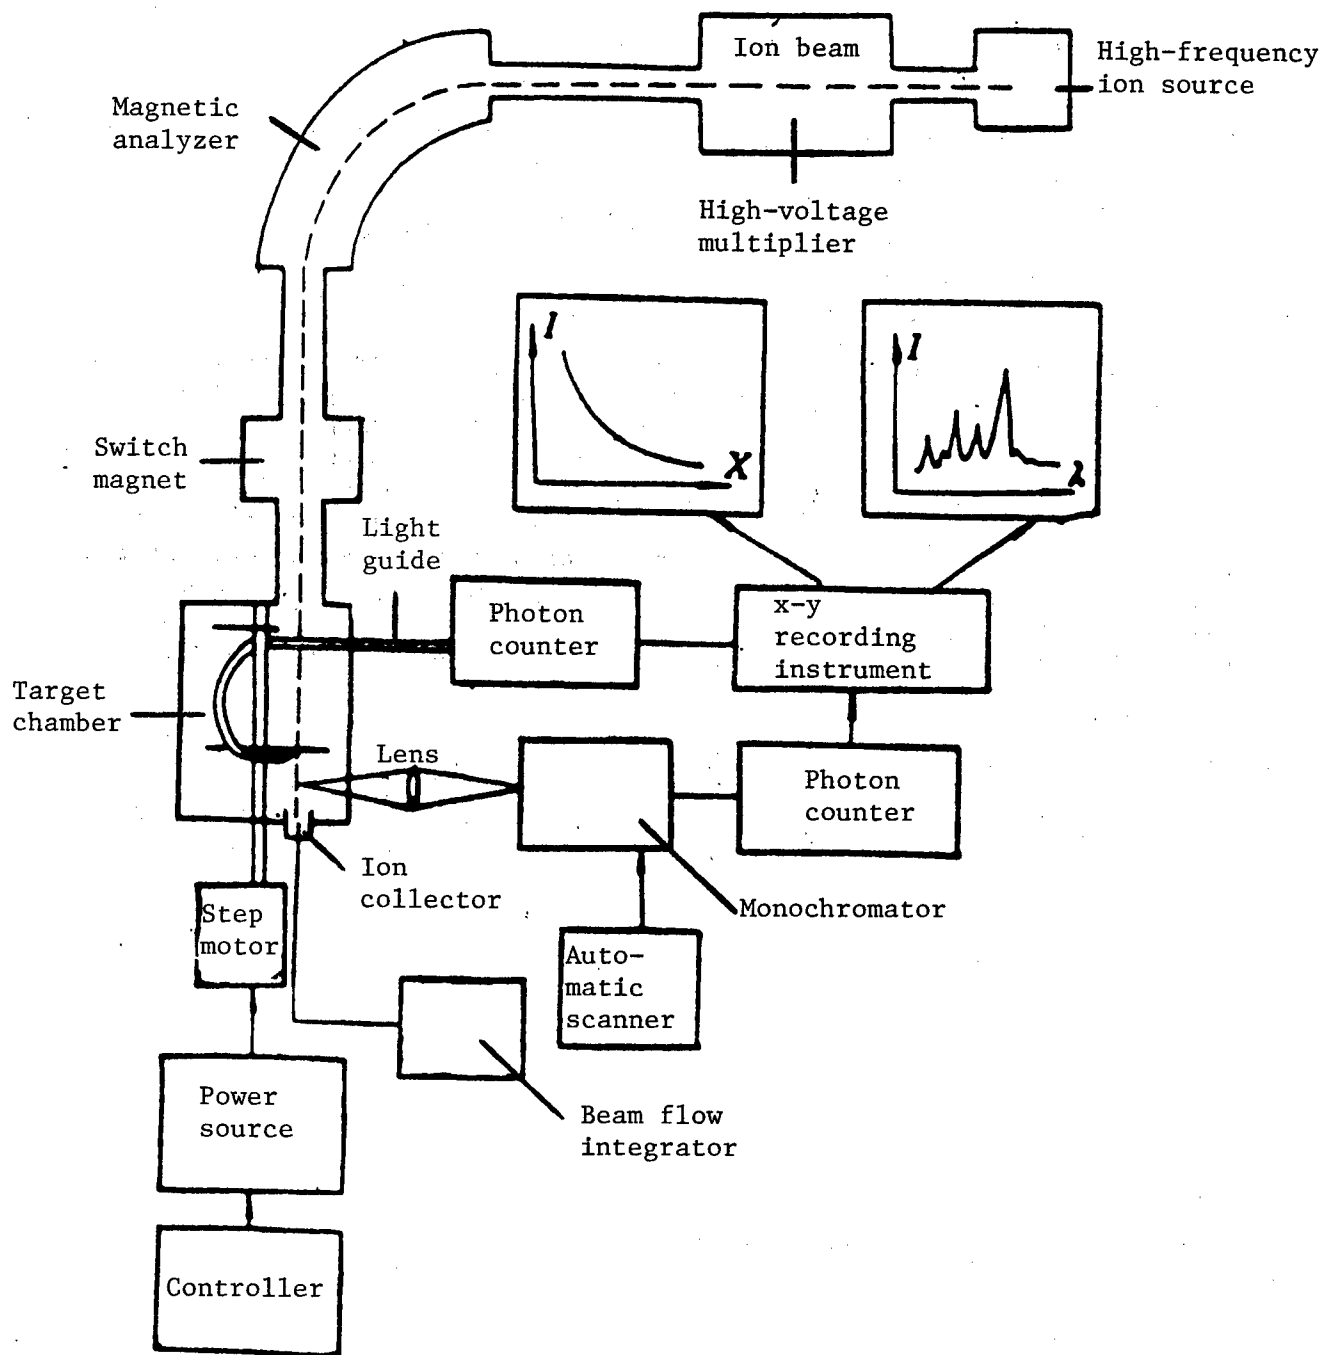 Ion beam
High-frequency
ion source
Magnetic
analyzer
High-voltage
multiplier
I
X
I
λ
Switch
magnet
Light
guide
Photon
counter
x-y
recording
instrument
Target
chamber
Lens
Photon
counter
Ion
collector
Monochromator
Step
motor
Auto-
matic
scanner
Power
source
Beam flow
integrator
Controller